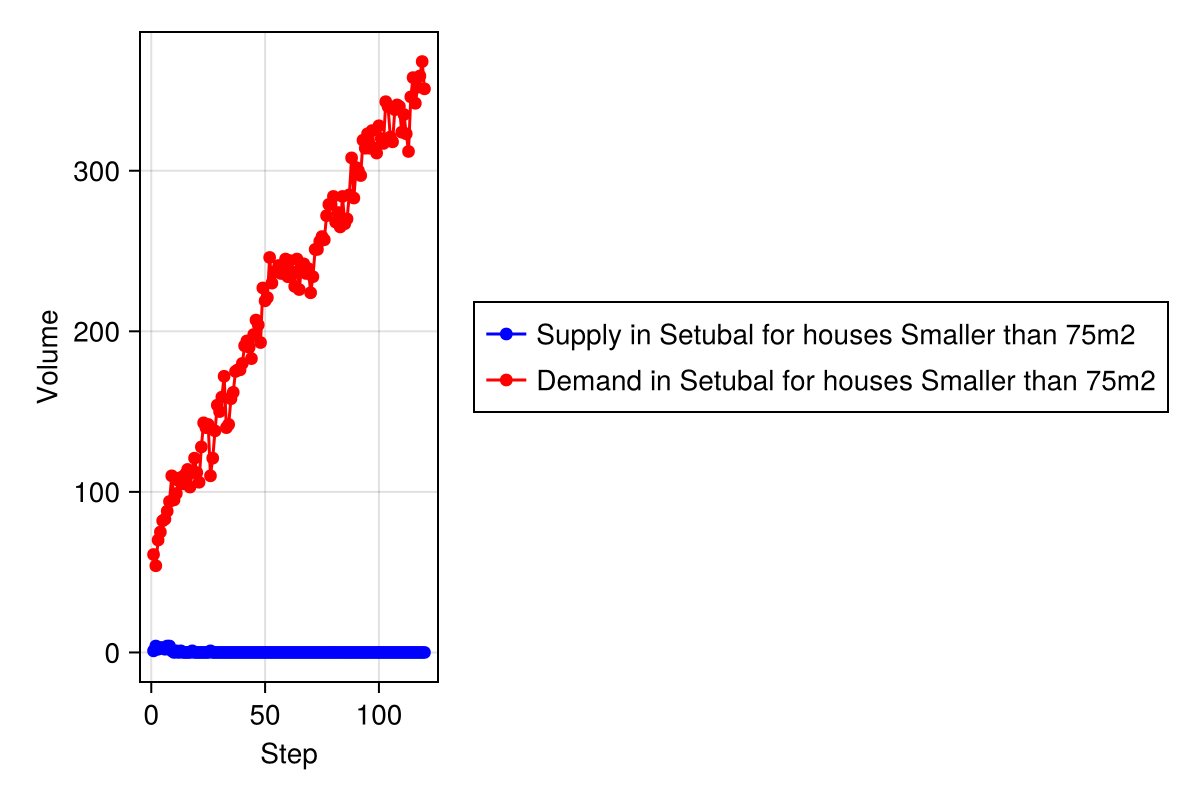 Volume
300
200
100
0
0 50 100
Step
Supply in Setubal for houses Smaller than 75m2
Demand in Setubal for houses Smaller than 75m2